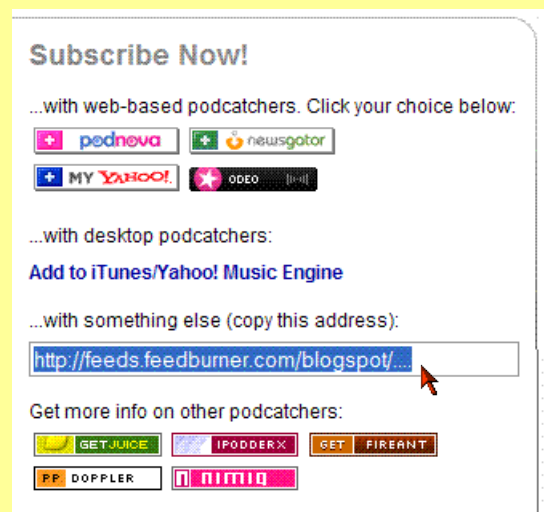 Subscribe Now!
...with web-based podcatchers. Click your choice below:
podnova newsgator
MY YAHOO! ODEO
...with desktop podcatchers:
Add to iTunes/Yahoo! Music Engine
...with something else (copy this address):
http://feeds.feedburner.com/blogspot/....
Get more info on other podcatchers:
GETJUICE IPODDERX GET FIREANT
PP DOPPLER nimiq